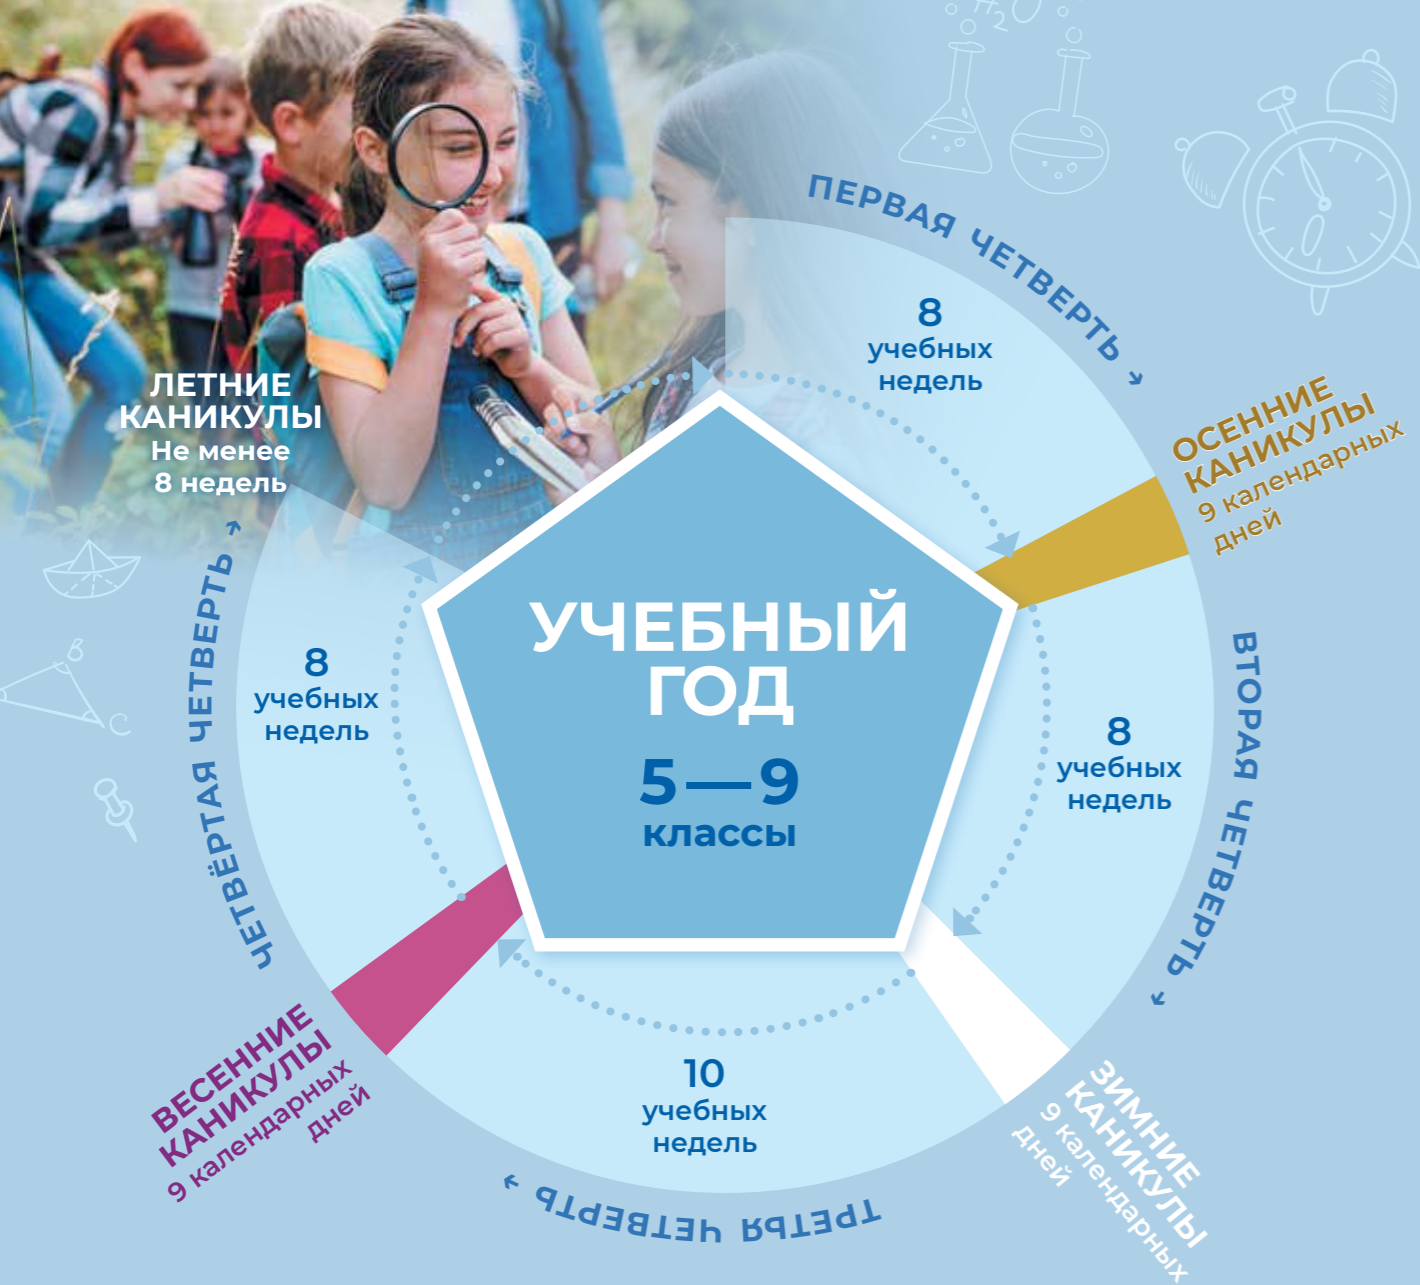 УЧЕБНЫЙ
ГОД
5—9
классы
ПЕРВАЯ ЧЕТВЕРТЬ →
8
учебных
недель
ОСЕННИЕ
КАНИКУЛЫ
9 календарных
дней
ВТОРАЯ ЧЕТВЕРТЬ →
8
учебных
недель
ЗИМНИЕ
КАНИКУЛЫ
9 календарных
дней
ТРЕТЬЯ ЧЕТВЕРТЬ →
10
учебных
недель
ВЕСЕННИЕ
КАНИКУЛЫ
9 календарных
дней
ЧЕТВЁРТАЯ ЧЕТВЕРТЬ →
8
учебных
недель
ЛЕТНИЕ
КАНИКУЛЫ
Не менее
8 недель
H₂O
B
C